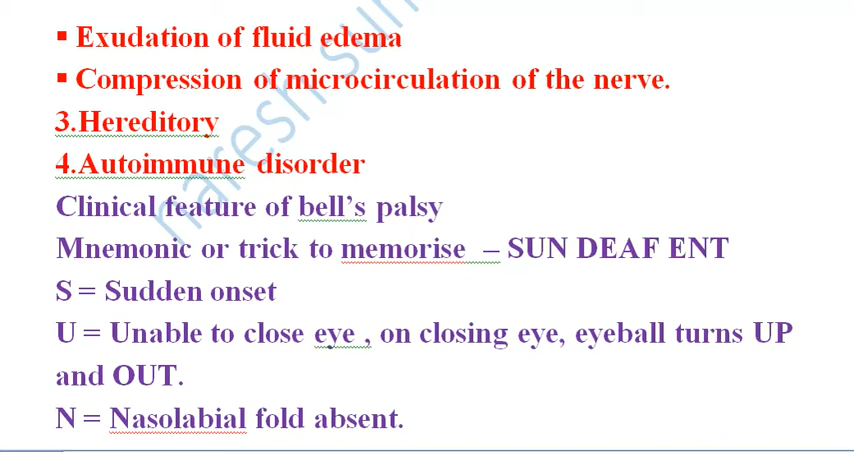 ▪ Exudation of fluid edema
▪ Compression of microcirculation of the nerve.
3.Hereditory
4.Autoimmune disorder
Clinical feature of bell’s palsy
Mnemonic or trick to memorise – SUN DEAF ENT
S = Sudden onset
U = Unable to close eye , on closing eye, eyeball turns UP
and OUT.
N = Nasolabial fold absent.
naresh sun